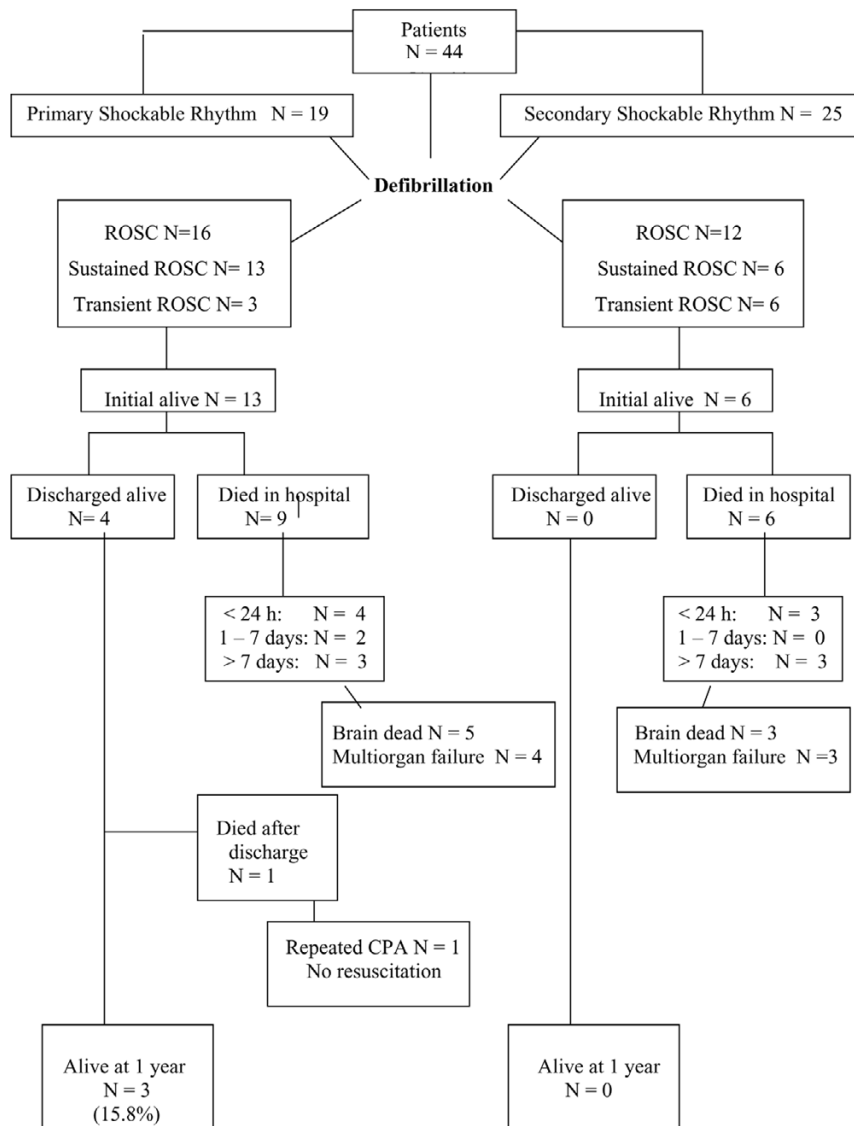 Patients
N = 44
Primary Shockable Rhythm N = 19
Secondary Shockable Rhythm N = 25
Defibrillation
ROSC N=16
Sustained ROSC N= 13
Transient ROSC N= 3
ROSC N=12
Sustained ROSC N= 6
Transient ROSC N= 6
Initial alive N = 13
Initial alive N = 6
Discharged alive
N= 4
Died in hospital
N= 9
Discharged alive
N = 0
Died in hospital
N = 6
< 24 h: N = 4
1 – 7 days: N = 2
> 7 days: N = 3
< 24 h: N = 3
1 – 7 days: N = 0
> 7 days: N = 3
Brain dead N = 5
Multiorgan failure N = 4
Brain dead N = 3
Multiorgan failure N =3
Died after
discharge
N = 1
Repeated CPA N = 1
No resuscitation
Alive at 1 year
N = 3
(15.8%)
Alive at 1 year
N = 0